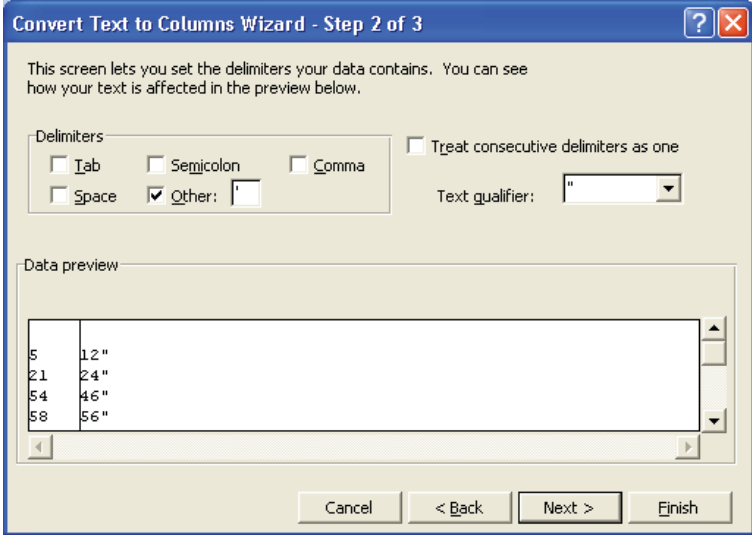 Convert Text to Columns Wizard - Step 2 of 3
This screen lets you set the delimiters your data contains. You can see
how your text is affected in the preview below.
Delimiters
Tab
Semicolon
Comma
Space
Other: '
Treat consecutive delimiters as one
Text qualifier: "
Data preview
5 12"
21 24"
54 46"
58 56"
Cancel
< Back
Next >
Finish